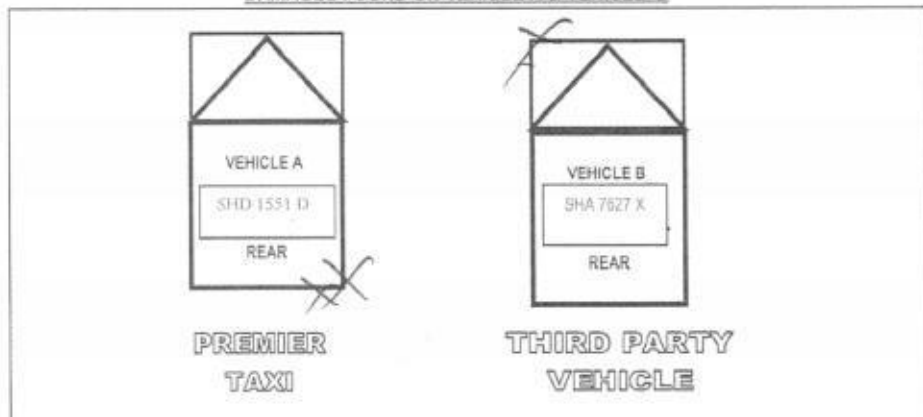 VEHICLE A
SHD 1551 D
REAR
PREMIER
TAXI
VEHICLE B
SHA 7627 X
REAR
THIRD PARTY
VEHICLE